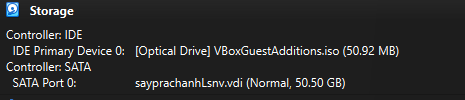 Storage
Controller: IDE
IDE Primary Device 0: [Optical Drive] VBoxGuestAdditions.iso (50.92 MB)
Controller: SATA
SATA Port 0: sayprachanhLsnv.vdi (Normal, 50.50 GB)